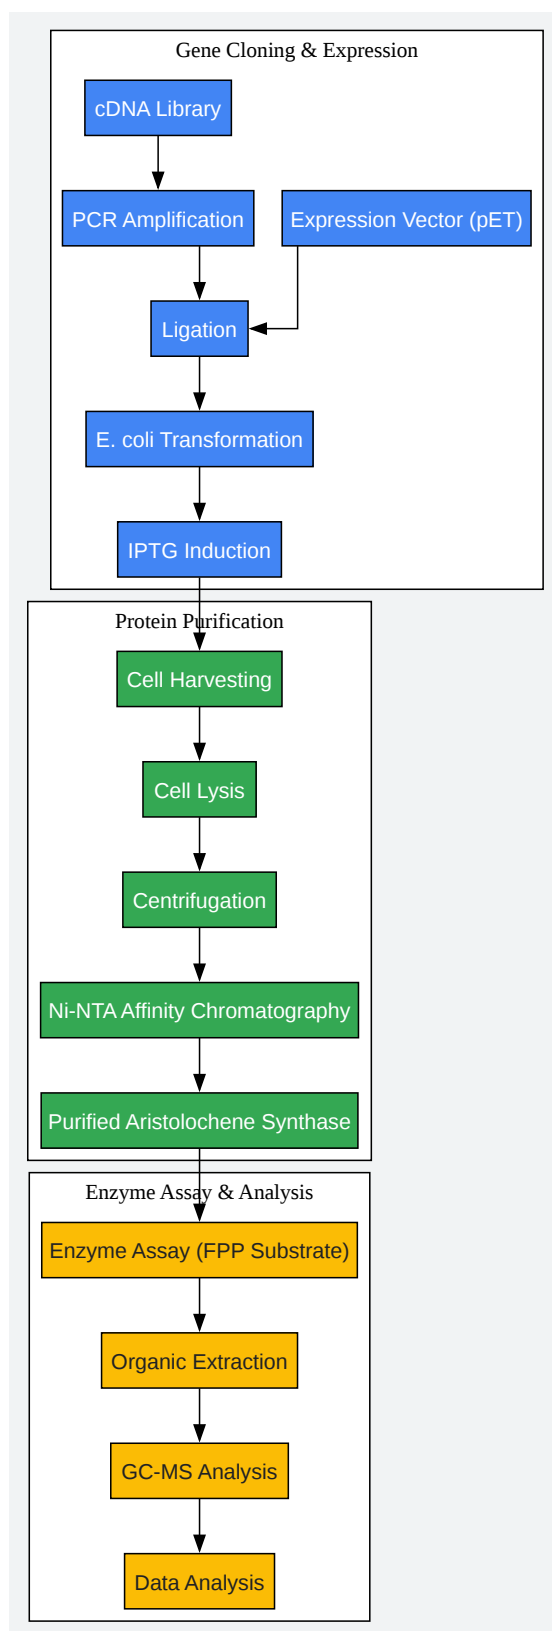 Gene Cloning & Expression
cDNA Library
PCR Amplification
Expression Vector (pET)
Ligation
E. coli Transformation
IPTG Induction
Protein Purification
Cell Harvesting
Cell Lysis
Centrifugation
Ni-NTA Affinity Chromatography
Purified Aristolochene Synthase
Enzyme Assay & Analysis
Enzyme Assay (FPP Substrate)
Organic Extraction
GC-MS Analysis
Data Analysis